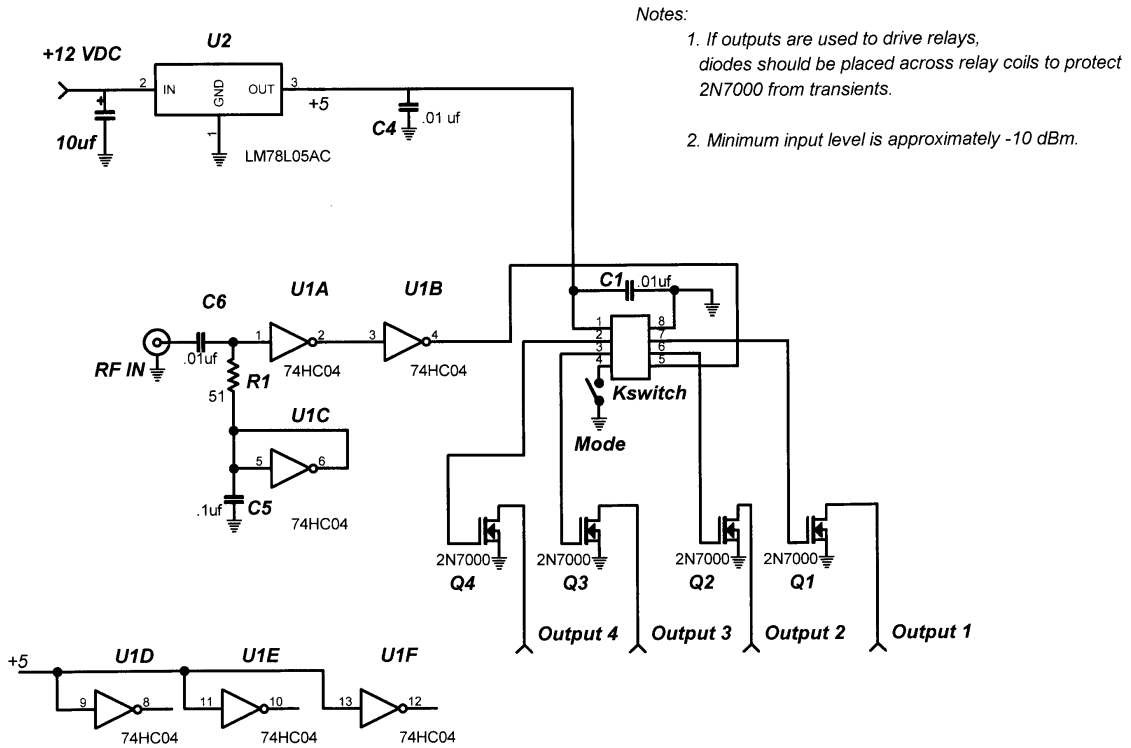 Notes:
1. If outputs are used to drive relays,
diodes should be placed across relay coils to protect
2N7000 from transients.
2. Minimum input level is approximately -10 dBm.
+12 VDC
U2
2
IN
GND
OUT
3
+5
1
10uf
+
LM78L05AC
C4
.01 uf
C1
.01uf
C6
.01uf
RF IN
U1A
1
2
74HC04
U1B
3
4
74HC04
R1
51
U1C
5
6
.1uf
C5
74HC04
1
2
3
4
8
7
6
5
Kswitch
Mode
2N7000
Q4
2N7000
Q3
2N7000
Q2
2N7000
Q1
Output 4
Output 3
Output 2
Output 1
+5
U1D
9
8
74HC04
U1E
11
10
74HC04
U1F
13
12
74HC04